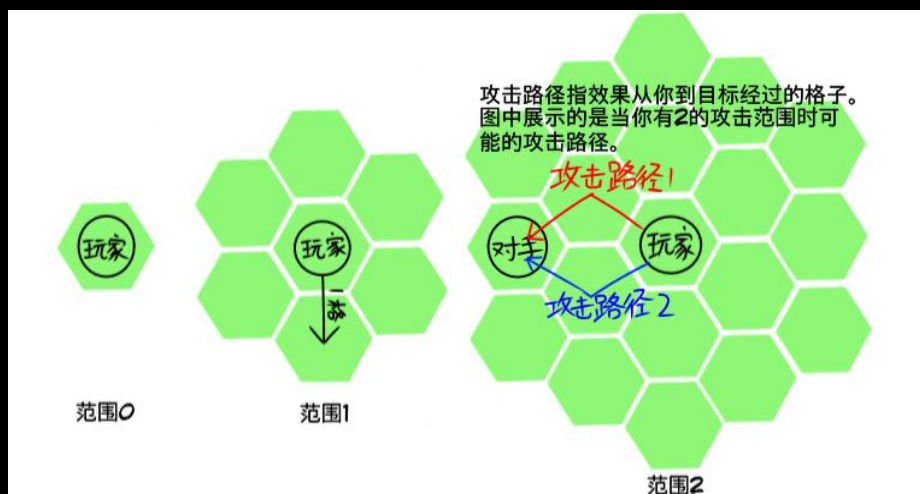 攻击路径指效果从你到目标经过的格子。
图中展示的是当你有2的攻击范围时可
能的攻击路径。
攻击路径1
玩家
玩家
对手
玩家
1格
攻击路径2
范围0
范围1
范围2